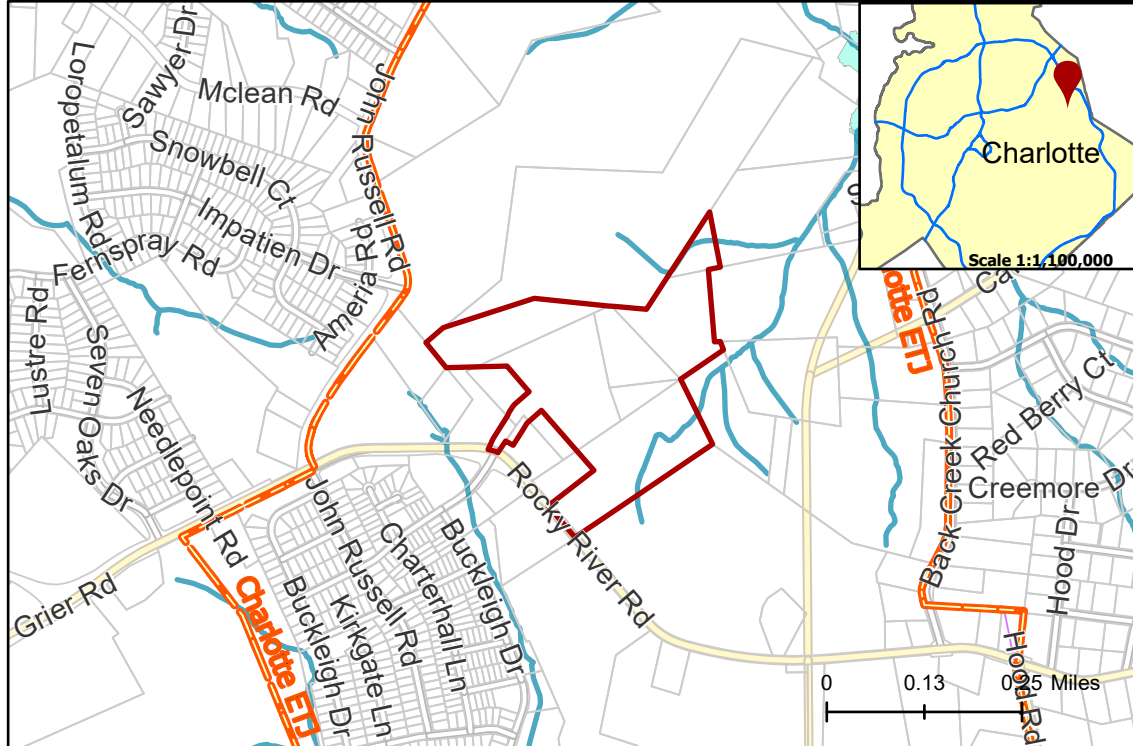 Loropetalum Rd
Sawyer Dr
Mclean Rd
Snowbell Ct
Impatien Dr
Fernspray Rd
Ameria Rd
John Russell Rd
Lustre Rd
Seven Oaks Dr
Needlepoint Rd
Grier Rd
Charlotte ETJ
John Russell Rd
Charterhall Ln
Buckleigh Dr
Kirkgate Ln
Buckleigh Dr
Rocky River Rd
Charlotte
Scale 1:1,100,000
lotte ETJ
Back Creek Church Rd
Red Berry Ct
Creemore Dr
Hood Dr
Hood Rd
0 0.13 0.25 Miles